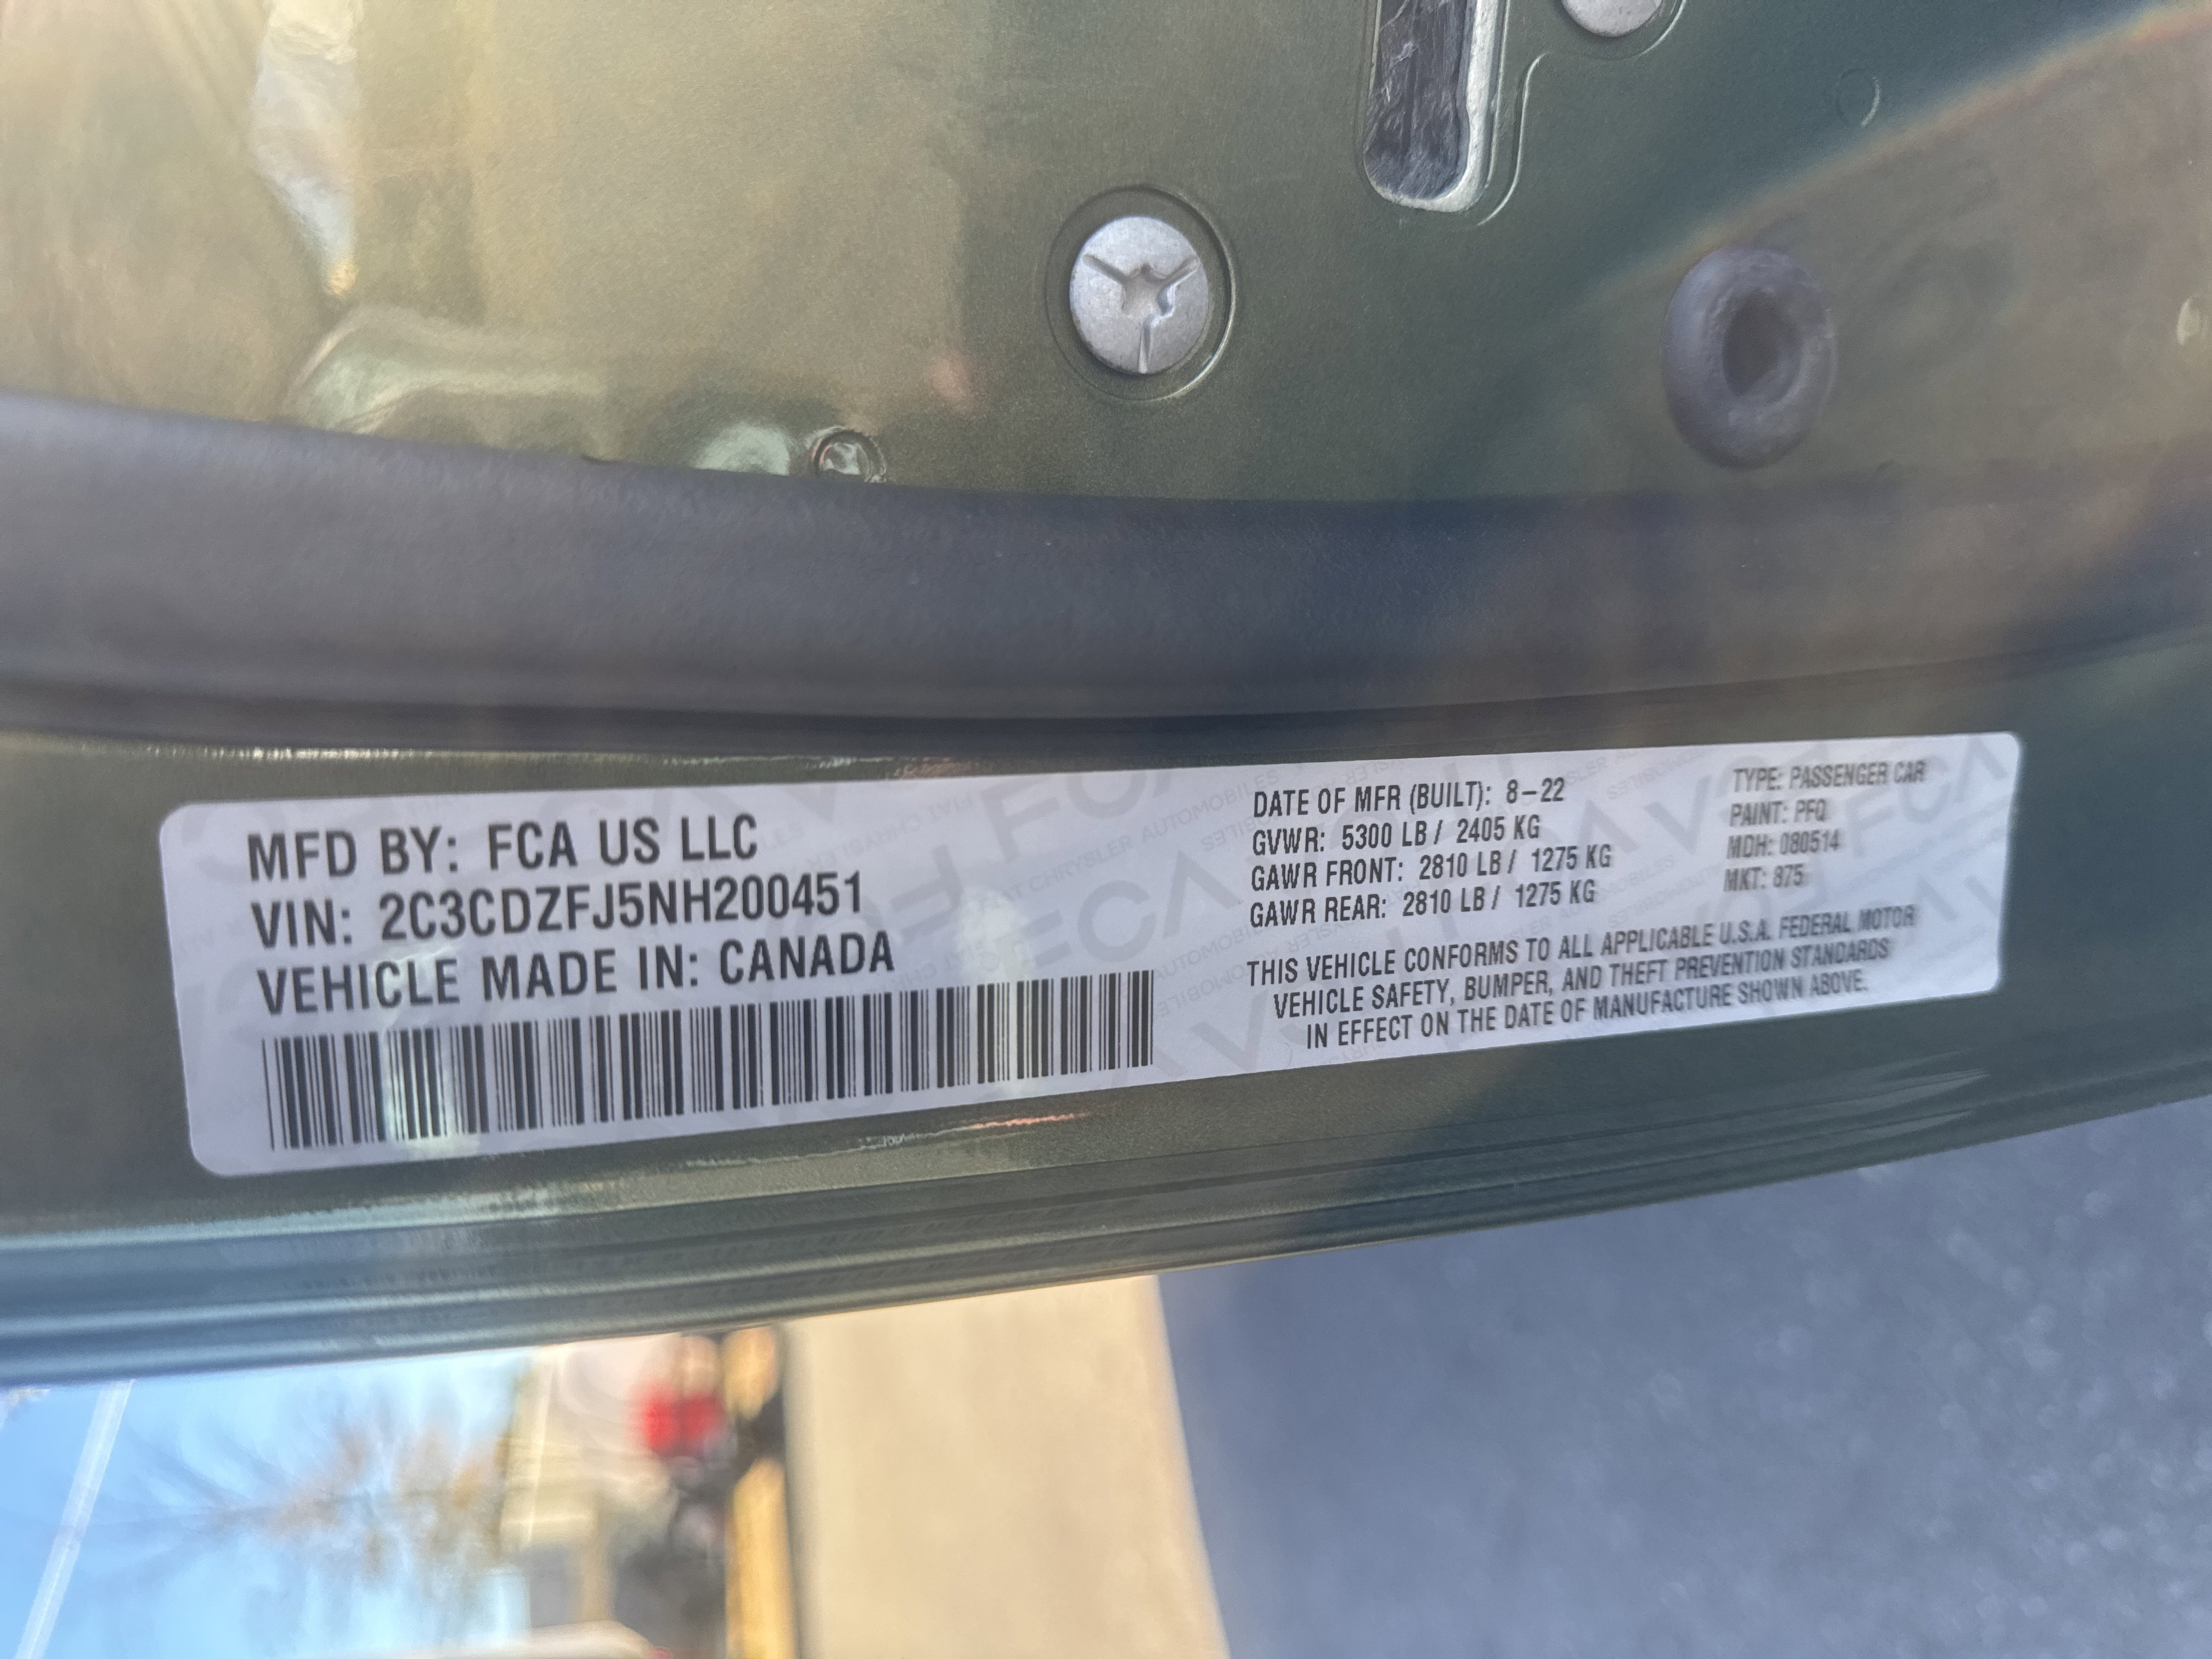 MFD BY: FCA US LLC
VIN: 2C3CDZFJ5NH200451
VEHICLE MADE IN: CANADA
DATE OF MFR (BUILT): 8-22
GVWR: 5300 LB / 2405 KG
GAWR FRONT: 2810 LB / 1275 KG
GAWR REAR: 2810 LB / 1275 KG
TYPE: PASSENGER CAR
PAINT: PFQ
MDH: 080514
MKT: 875
THIS VEHICLE CONFORMS TO ALL APPLICABLE U.S.A. FEDERAL MOTOR
VEHICLE SAFETY, BUMPER, AND THEFT PREVENTION STANDARDS
IN EFFECT ON THE DATE OF MANUFACTURE SHOWN ABOVE.